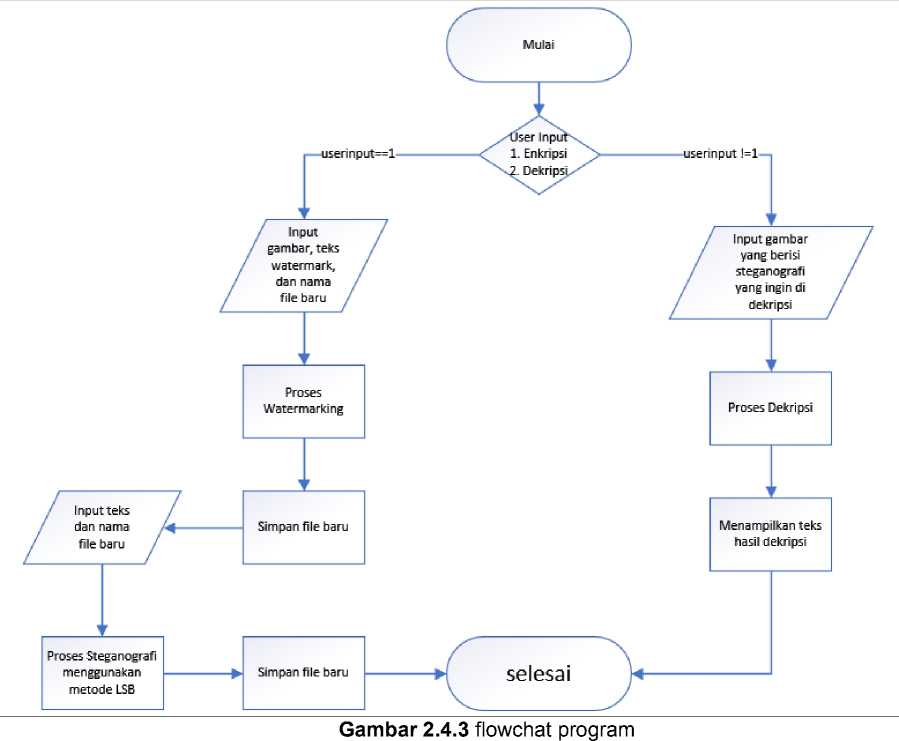 Mulai
User Input
1. Enkripsi
2. Dekripsi
userinput==1
userinput !=1
Input
gambar, teks
watermark,
dan nama
file baru
Input gambar
yang berisi
steganografi
yang ingin di
dekripsi
Proses
Watermarking
Proses Dekripsi
Simpan file baru
Input teks
dan nama
file baru
Menampilkan teks
hasil dekripsi
Proses Steganografi
menggunakan
metode LSB
Simpan file baru
selesai
Gambar 2.4.3 flowchat program